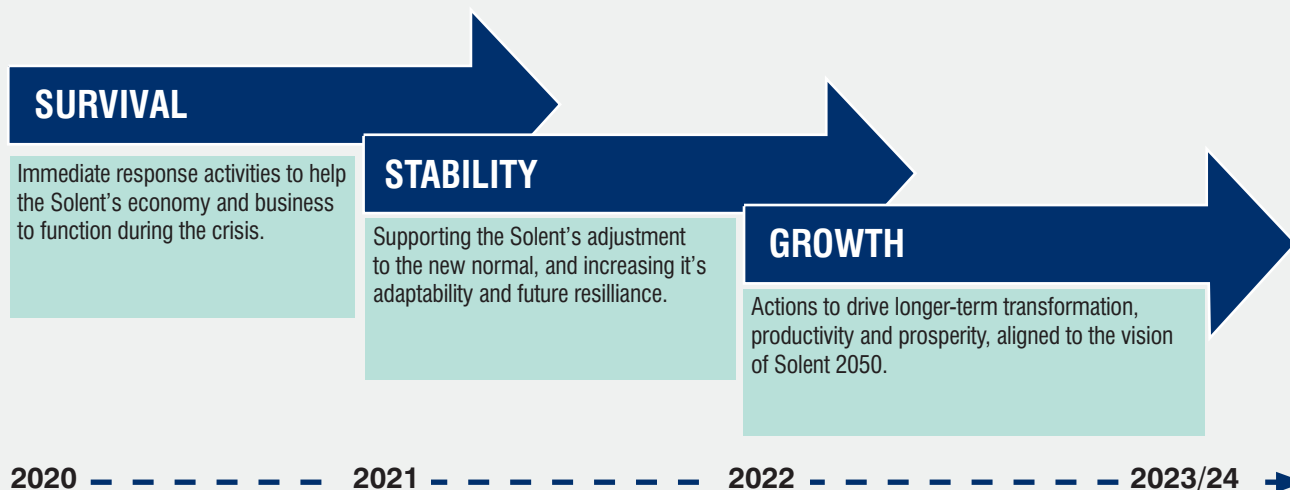 SURVIVAL
Immediate response activities to help
the Solent’s economy and business
to function during the crisis.
STABILITY
Supporting the Solent’s adjustment
to the new normal, and increasing it’s
adaptability and future resilliance.
GROWTH
Actions to drive longer-term transformation,
productivity and prosperity, aligned to the vision
of Solent 2050.
2020 2021 2022 2023/24